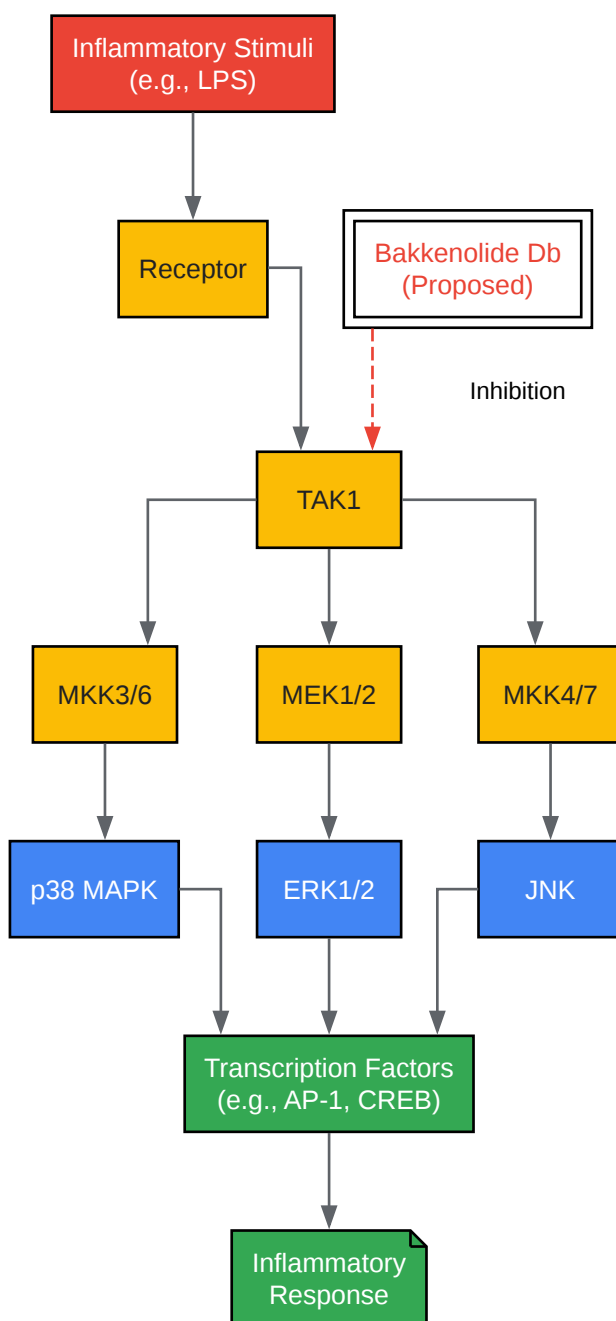 Inflammatory Stimuli
(e.g., LPS)
Receptor
Bakkenolide Db
(Proposed)
Inhibition
TAK1
MKK3/6
MEK1/2
MKK4/7
p38 MAPK
ERK1/2
JNK
Transcription Factors
(e.g., AP-1, CREB)
Inflammatory
Response